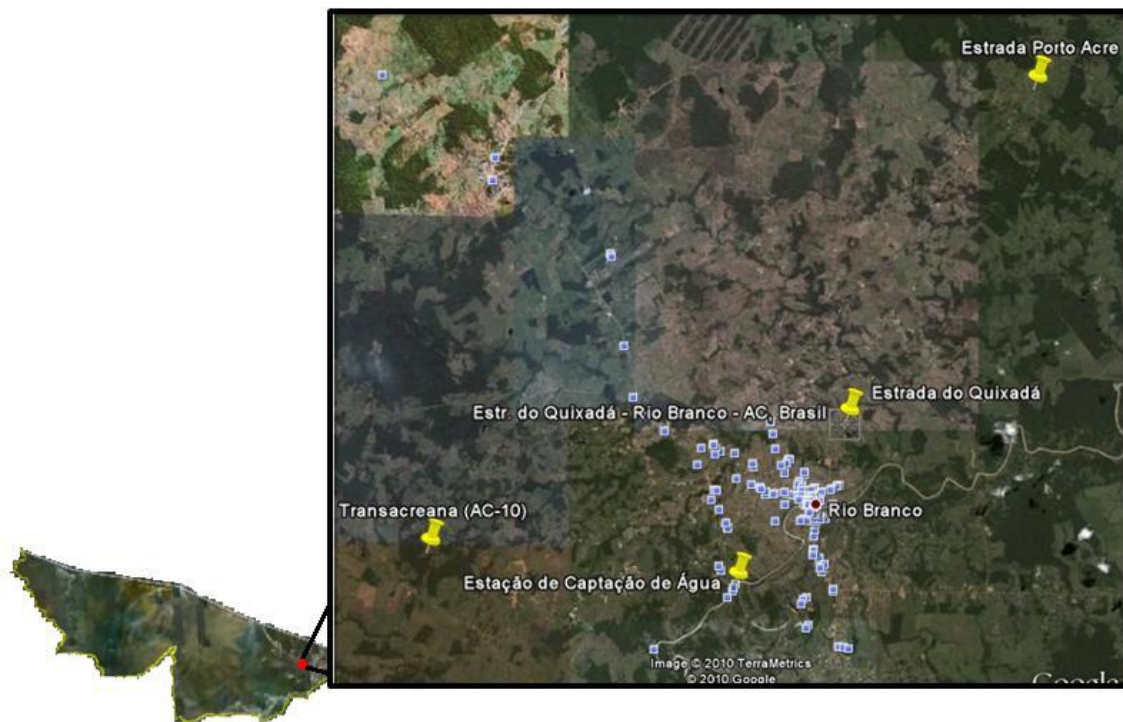 Estrada Porto Acre
Estrada do Quixadá
Estr. do Quixadá - Rio Branco - AC, Brasil
Transacreana (AC-10)
Rio Branco
Estação de Captação de Água
Image © 2010 TerraMetrics
© 2010 Google
Google